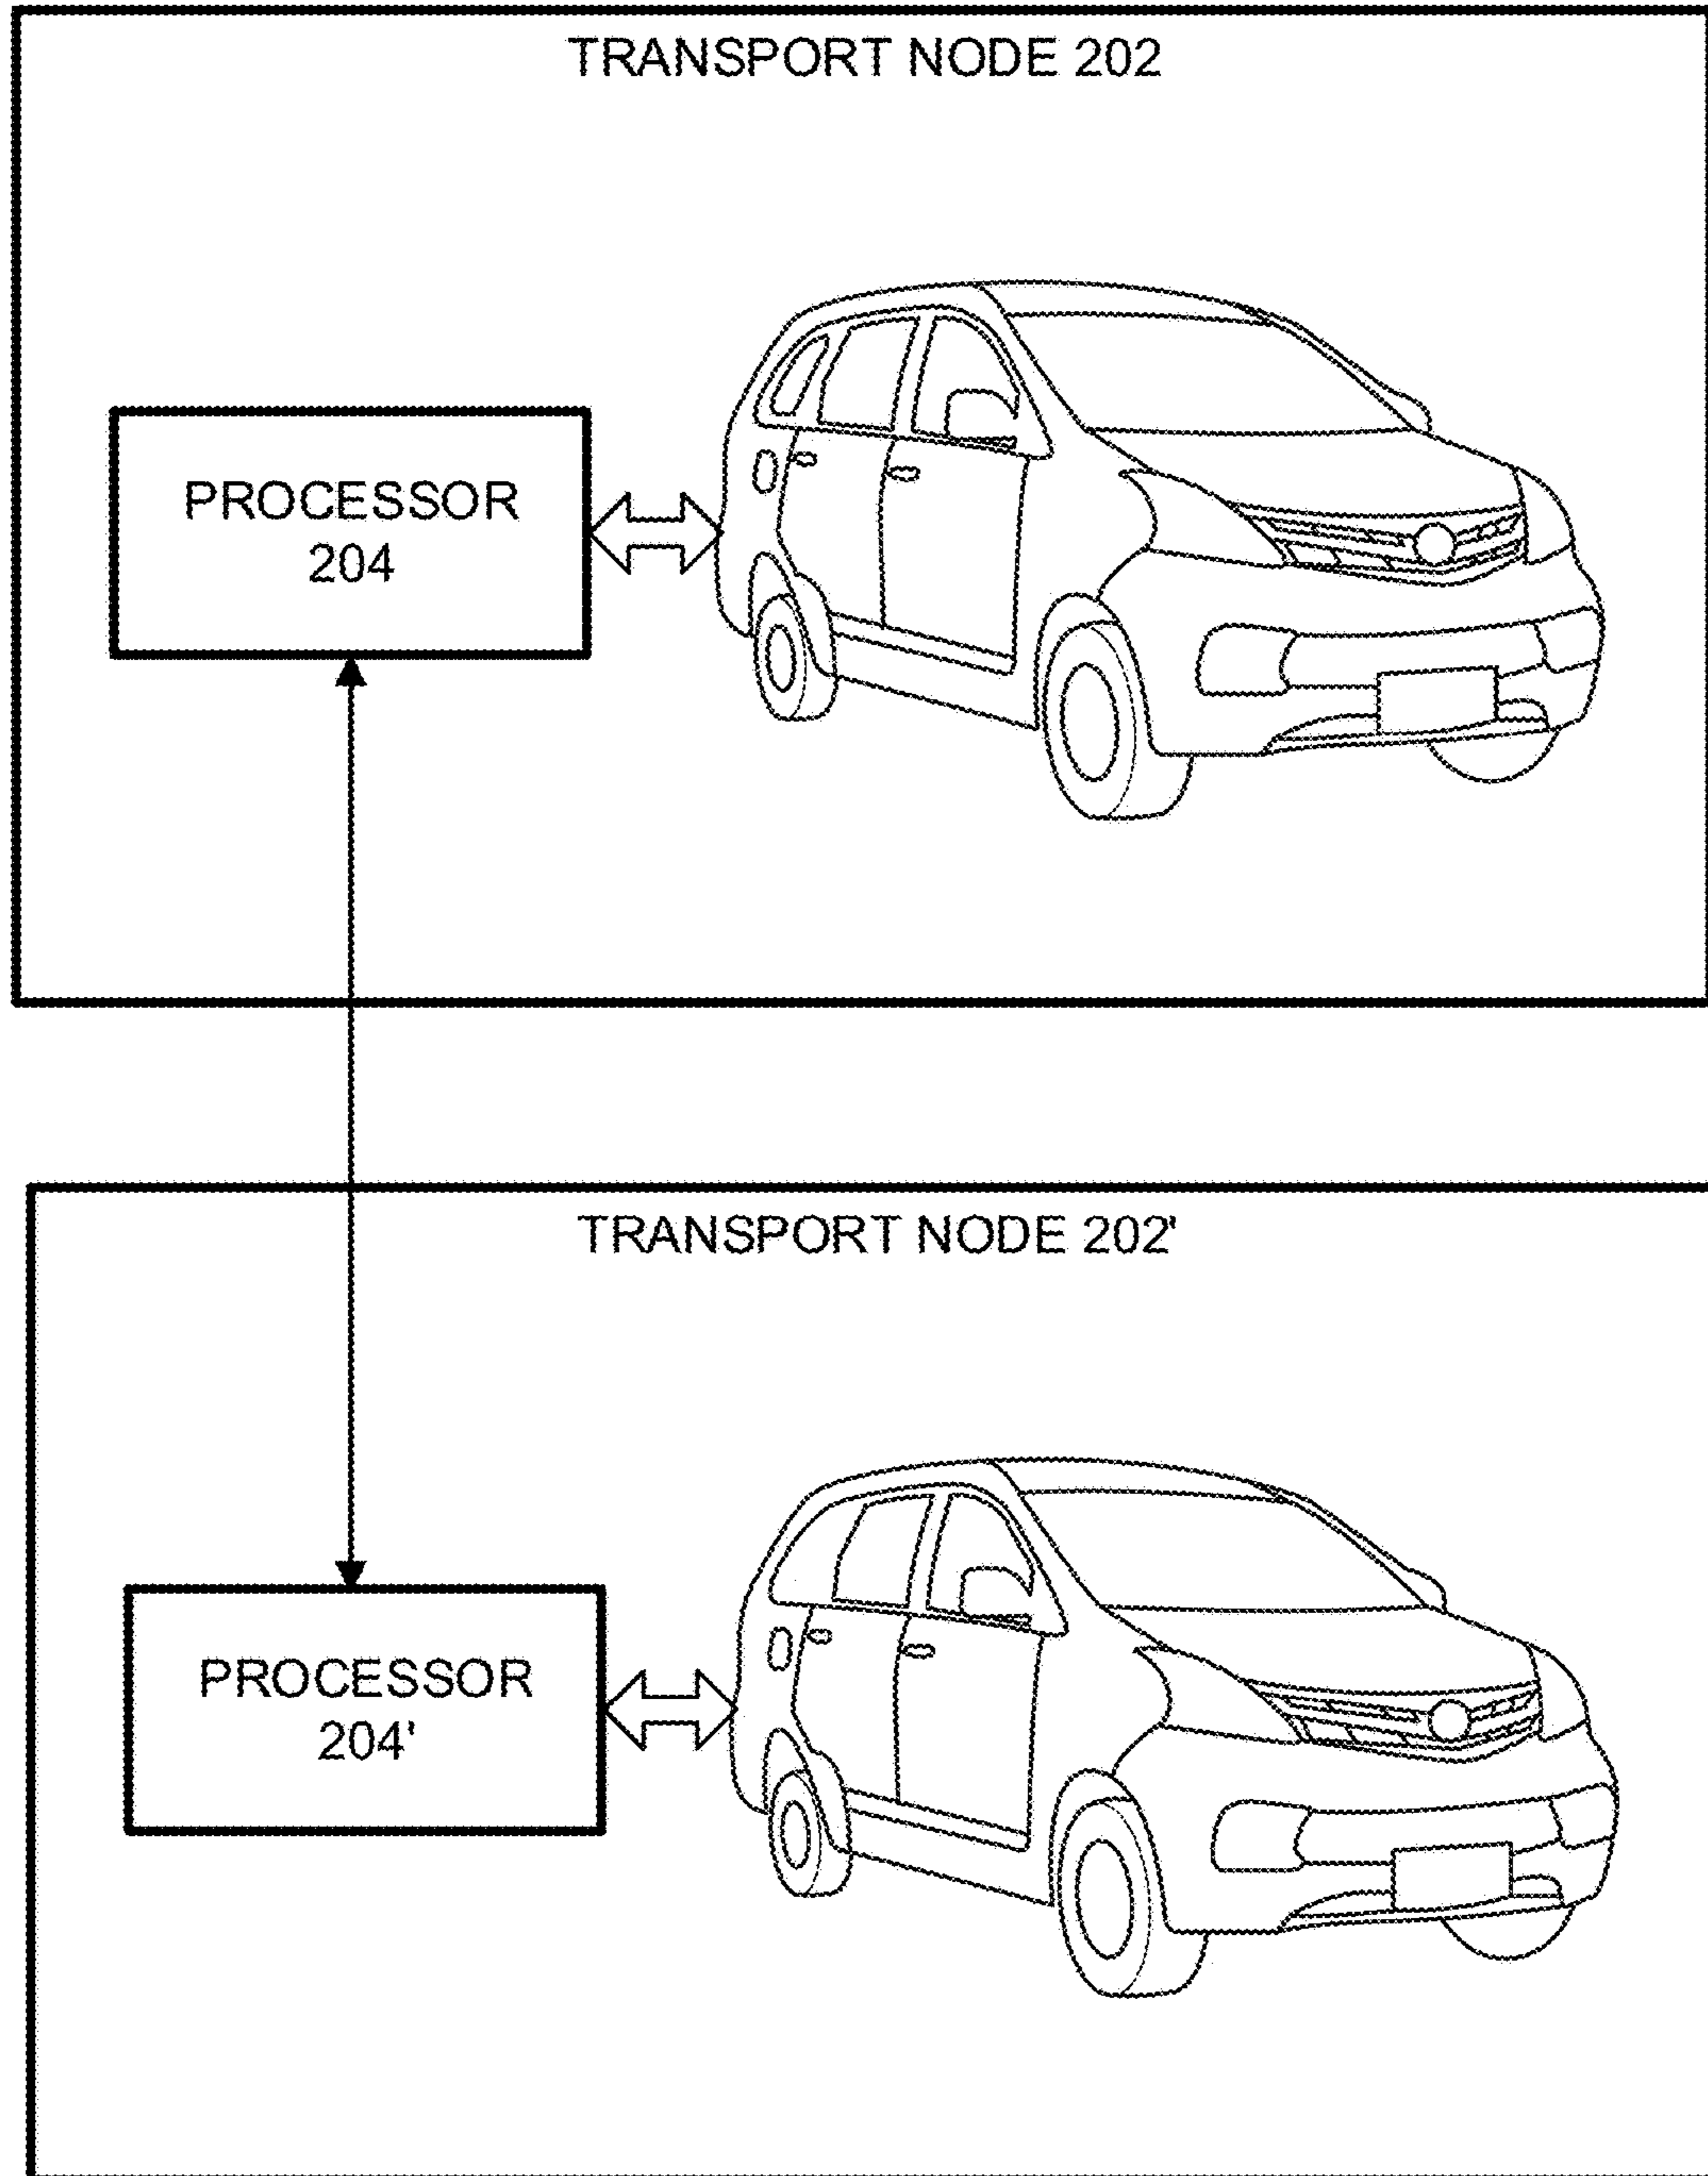 TRANSPORT NODE 202
PROCESSOR
204
TRANSPORT NODE 202'
PROCESSOR
204'